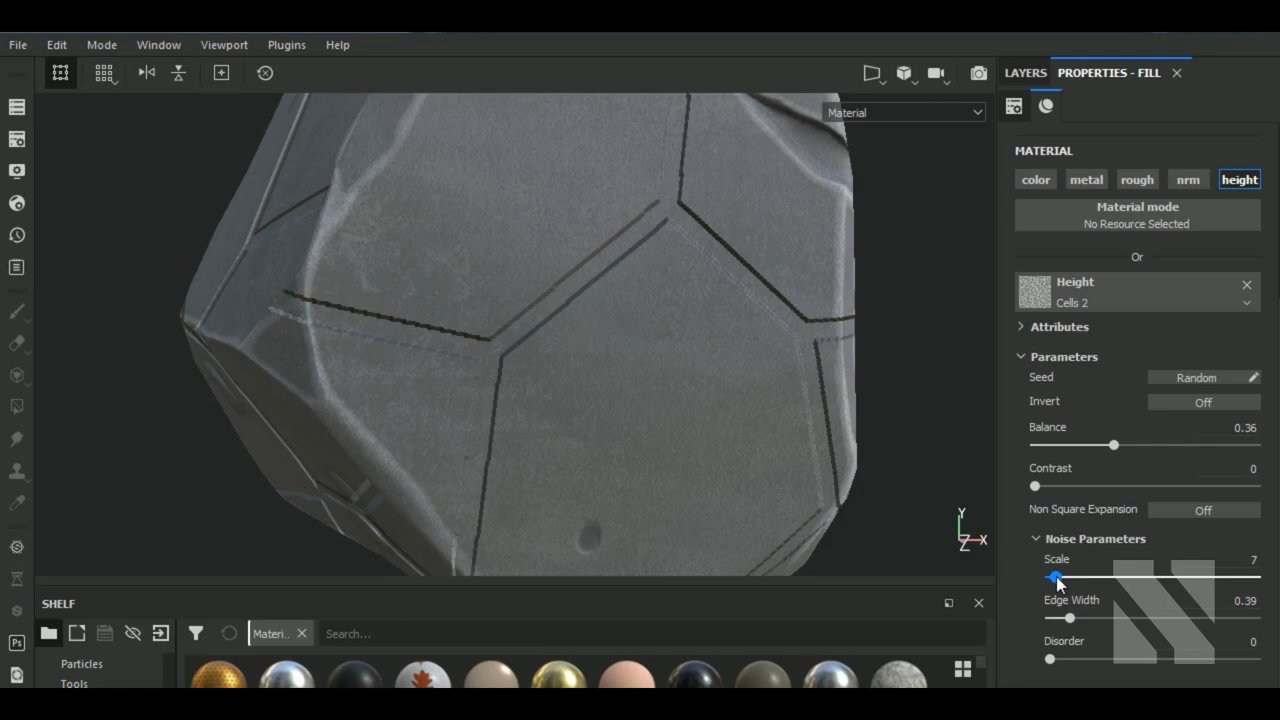 File Edit Mode Window Viewport Plugins Help
LAYERS PROPERTIES - FILL
Material
MATERIAL
color metal rough nrm height
Material mode
No Resource Selected
Or
Height
Cells 2
Attributes
Parameters
Seed Random
Invert Off
Balance 0.36
Contrast 0
Non Square Expansion Off
Noise Parameters
Scale 7
Edge Width 0.39
Disorder 0
Y
Z X
SHELF
Materi.. Search...
Particles
Tools
Ps